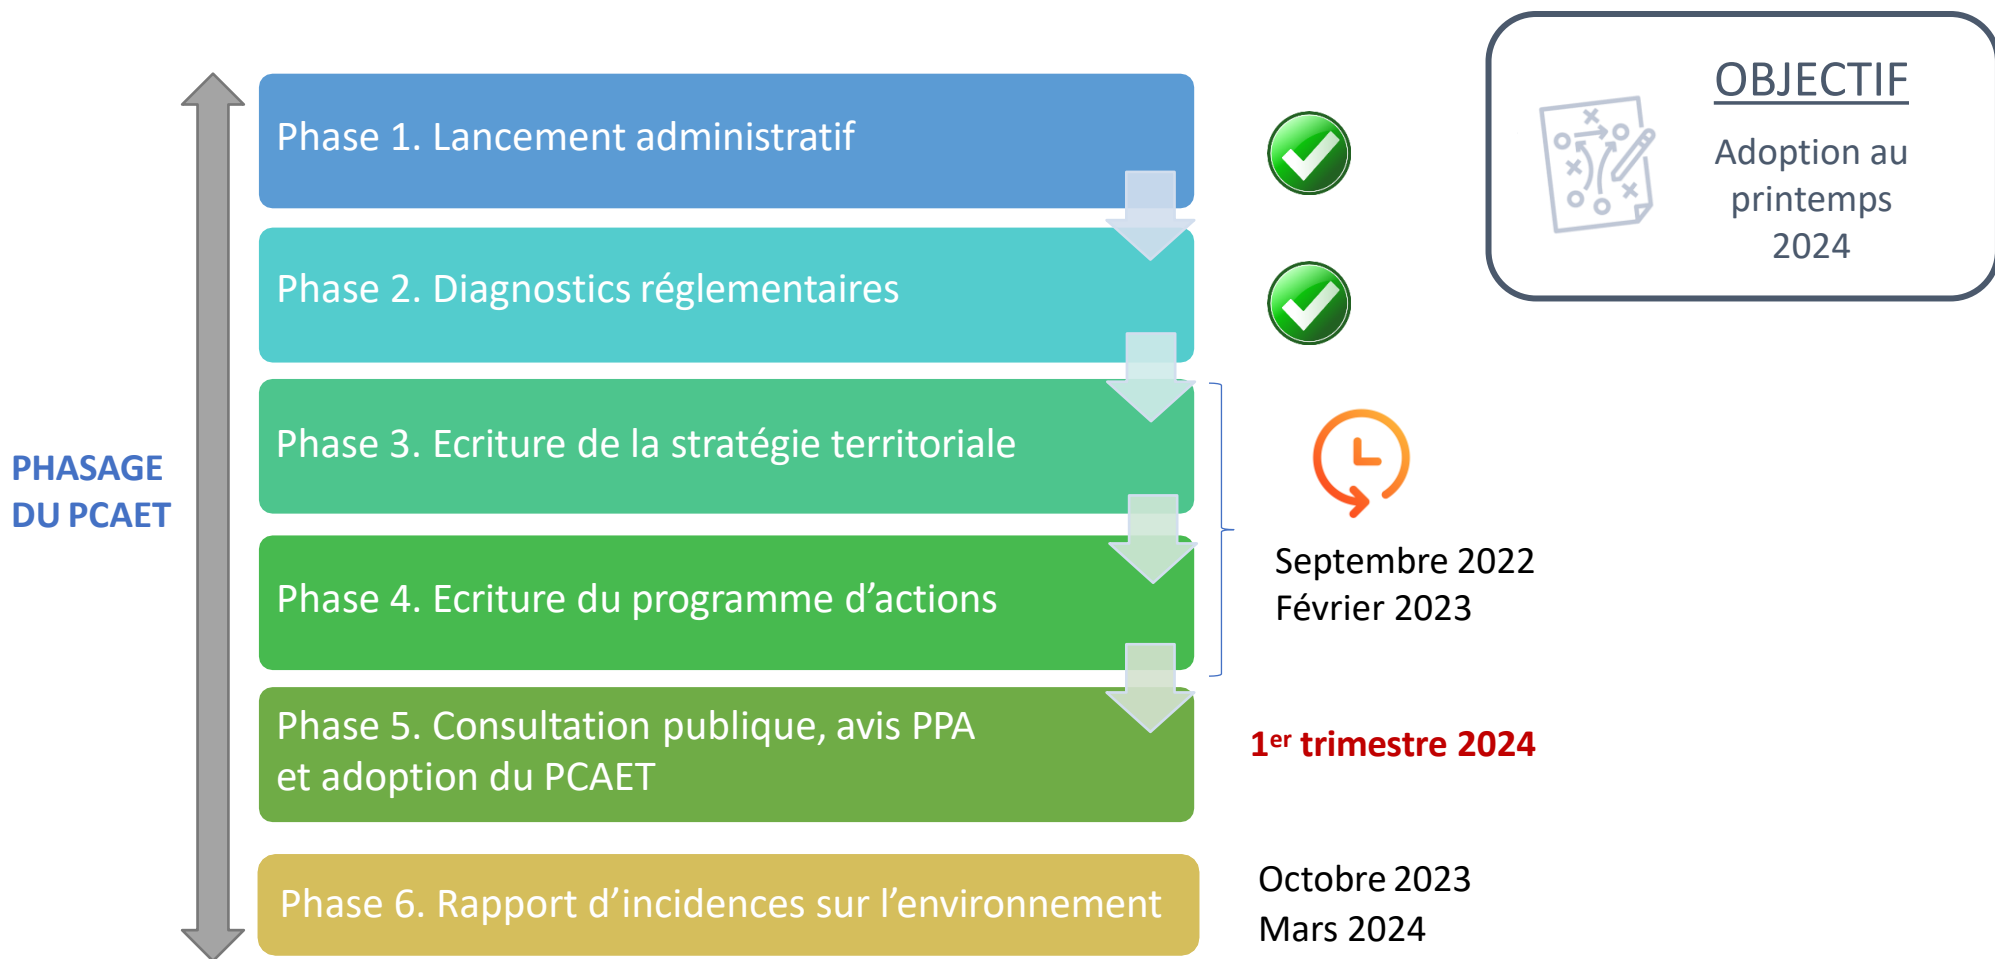 PHASAGE
DU PCAET
Phase 1. Lancement administratif
Phase 2. Diagnostics réglementaires
Phase 3. Ecriture de la stratégie territoriale
Phase 4. Ecriture du programme d’actions
Septembre 2022
Février 2023
Phase 5. Consultation publique, avis PPA
et adoption du PCAET
1er trimestre 2024
Phase 6. Rapport d’incidences sur l’environnement
Octobre 2023
Mars 2024
OBJECTIF
Adoption au
printemps
2024